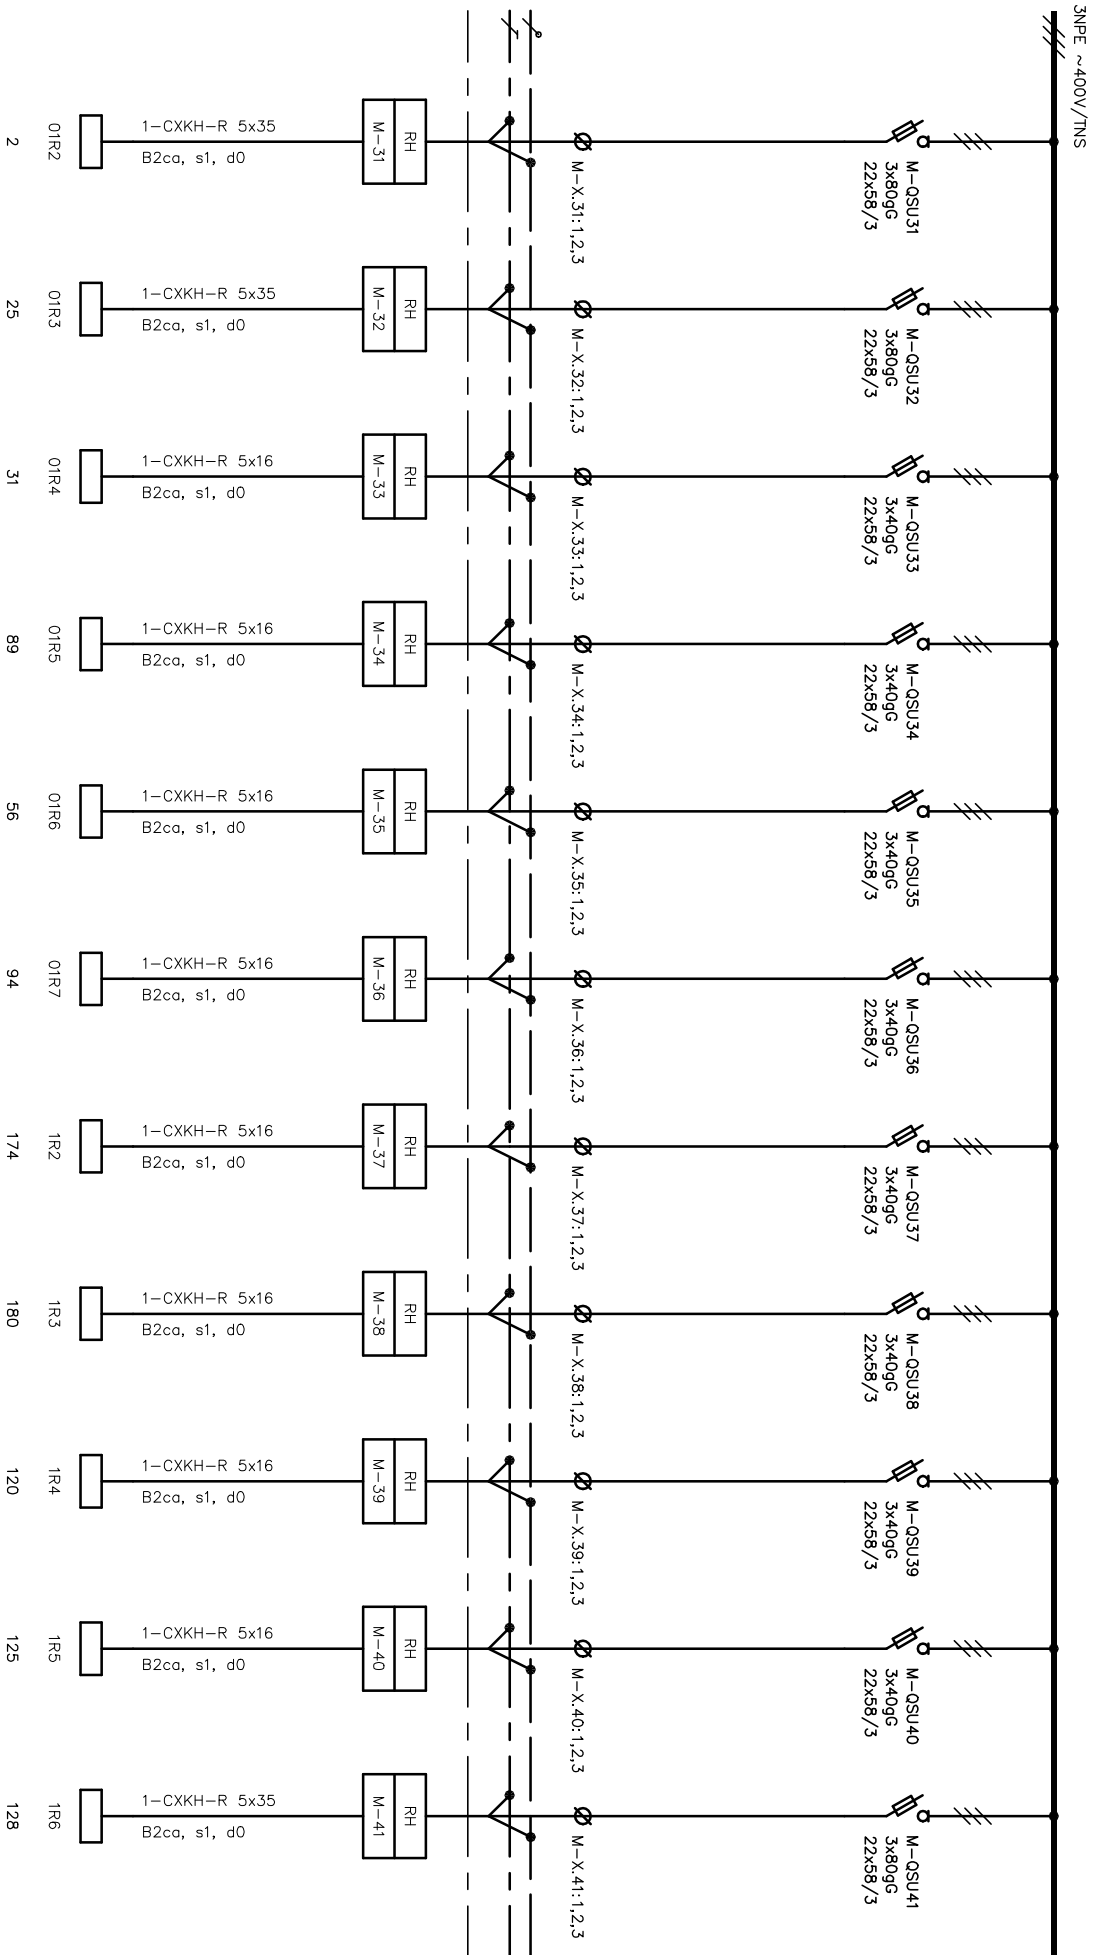 3NPE ~400V/TNS
M-QSU31
3x80gG
22x58/3
M-X.31:1,2,3
RH
M-31
1-CXKH-R 5x35
B2ca, s1, d0
01R2
2
M-QSU32
3x80gG
22x58/3
M-X.32:1,2,3
RH
M-32
1-CXKH-R 5x35
B2ca, s1, d0
01R3
25
M-QSU33
3x40gG
22x58/3
M-X.33:1,2,3
RH
M-33
1-CXKH-R 5x16
B2ca, s1, d0
01R4
31
M-QSU34
3x40gG
22x58/3
M-X.34:1,2,3
RH
M-34
1-CXKH-R 5x16
B2ca, s1, d0
01R5
89
M-QSU35
3x40gG
22x58/3
M-X.35:1,2,3
RH
M-35
1-CXKH-R 5x16
B2ca, s1, d0
01R6
56
M-QSU36
3x40gG
22x58/3
M-X.36:1,2,3
RH
M-36
1-CXKH-R 5x16
B2ca, s1, d0
01R7
94
M-QSU37
3x40gG
22x58/3
M-X.37:1,2,3
RH
M-37
1-CXKH-R 5x16
B2ca, s1, d0
1R2
174
M-QSU38
3x40gG
22x58/3
M-X.38:1,2,3
RH
M-38
1-CXKH-R 5x16
B2ca, s1, d0
1R3
180
M-QSU39
3x40gG
22x58/3
M-X.39:1,2,3
RH
M-39
1-CXKH-R 5x16
B2ca, s1, d0
1R4
120
M-QSU40
3x40gG
22x58/3
M-X.40:1,2,3
RH
M-40
1-CXKH-R 5x16
B2ca, s1, d0
1R5
125
M-QSU41
3x80gG
22x58/3
M-X.41:1,2,3
RH
M-41
1-CXKH-R 5x35
B2ca, s1, d0
1R6
128